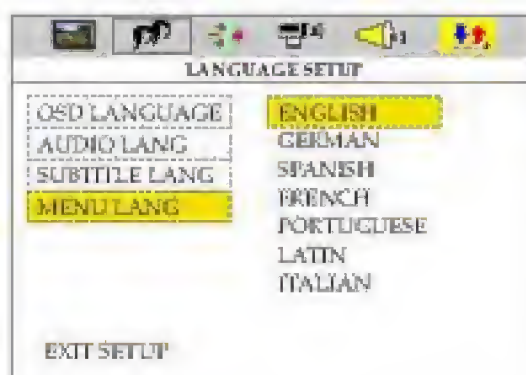 LANGUAGE SETUP
OSD LANGUAGE
AUDIO LANG
SUBTITLE LANG
MENU LANG
ENGLISH
GERMAN
SPANISH
FRENCH
PORTUGUESE
LATIN
ITALIAN
EXIT SETUP